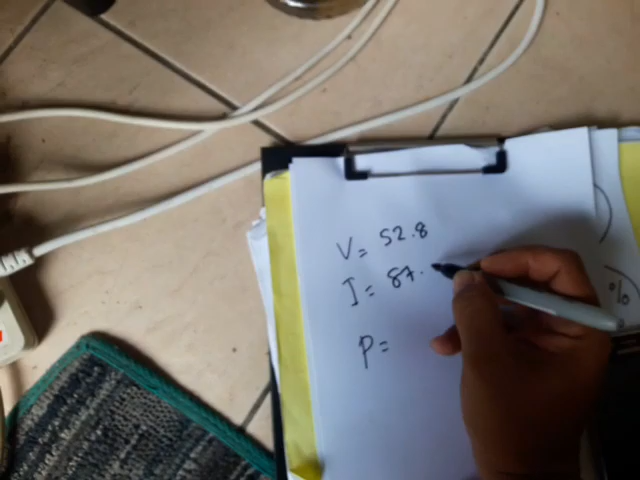 V= 52.8
I= 87.
P=
%